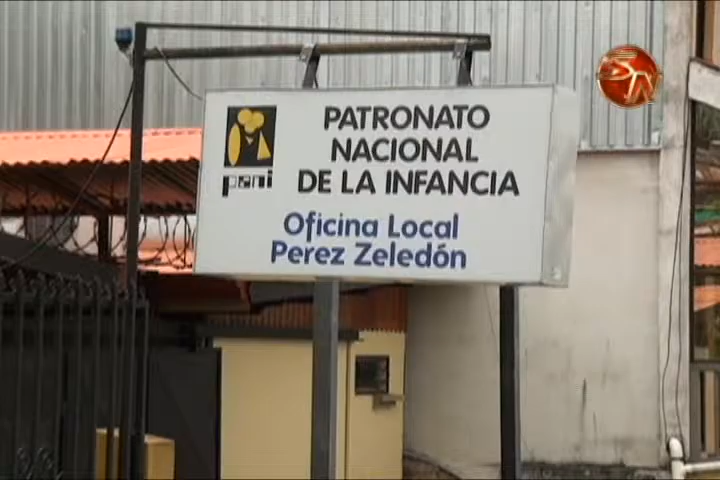 PATRONATO
NACIONAL
DE LA INFANCIA
pani
Oficina Local
Perez Zeledón